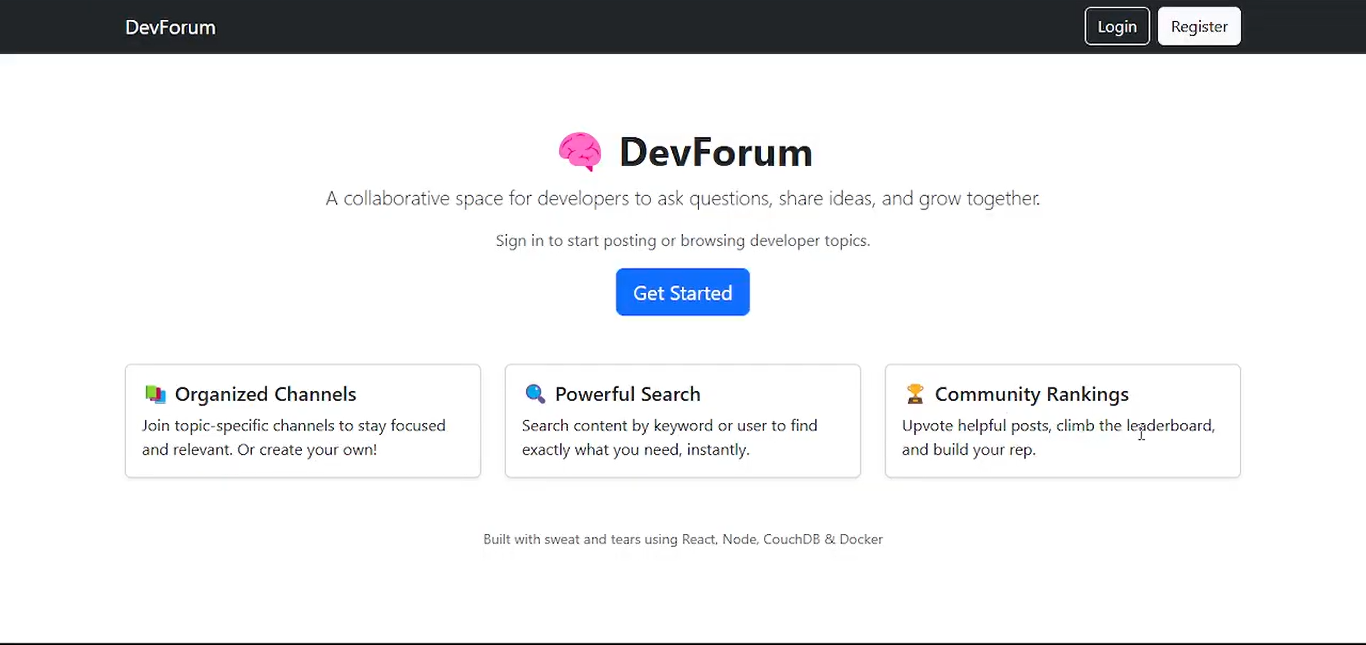 DevForum
Login
Register
DevForum
A collaborative space for developers to ask questions, share ideas, and grow together.
Sign in to start posting or browsing developer topics.
Get Started
Organized Channels
Join topic-specific channels to stay focused
and relevant. Or create your own!
Powerful Search
Search content by keyword or user to find
exactly what you need, instantly.
Community Rankings
Upvote helpful posts, climb the leaderboard,
and build your rep.
Built with sweat and tears using React, Node, CouchDB & Docker